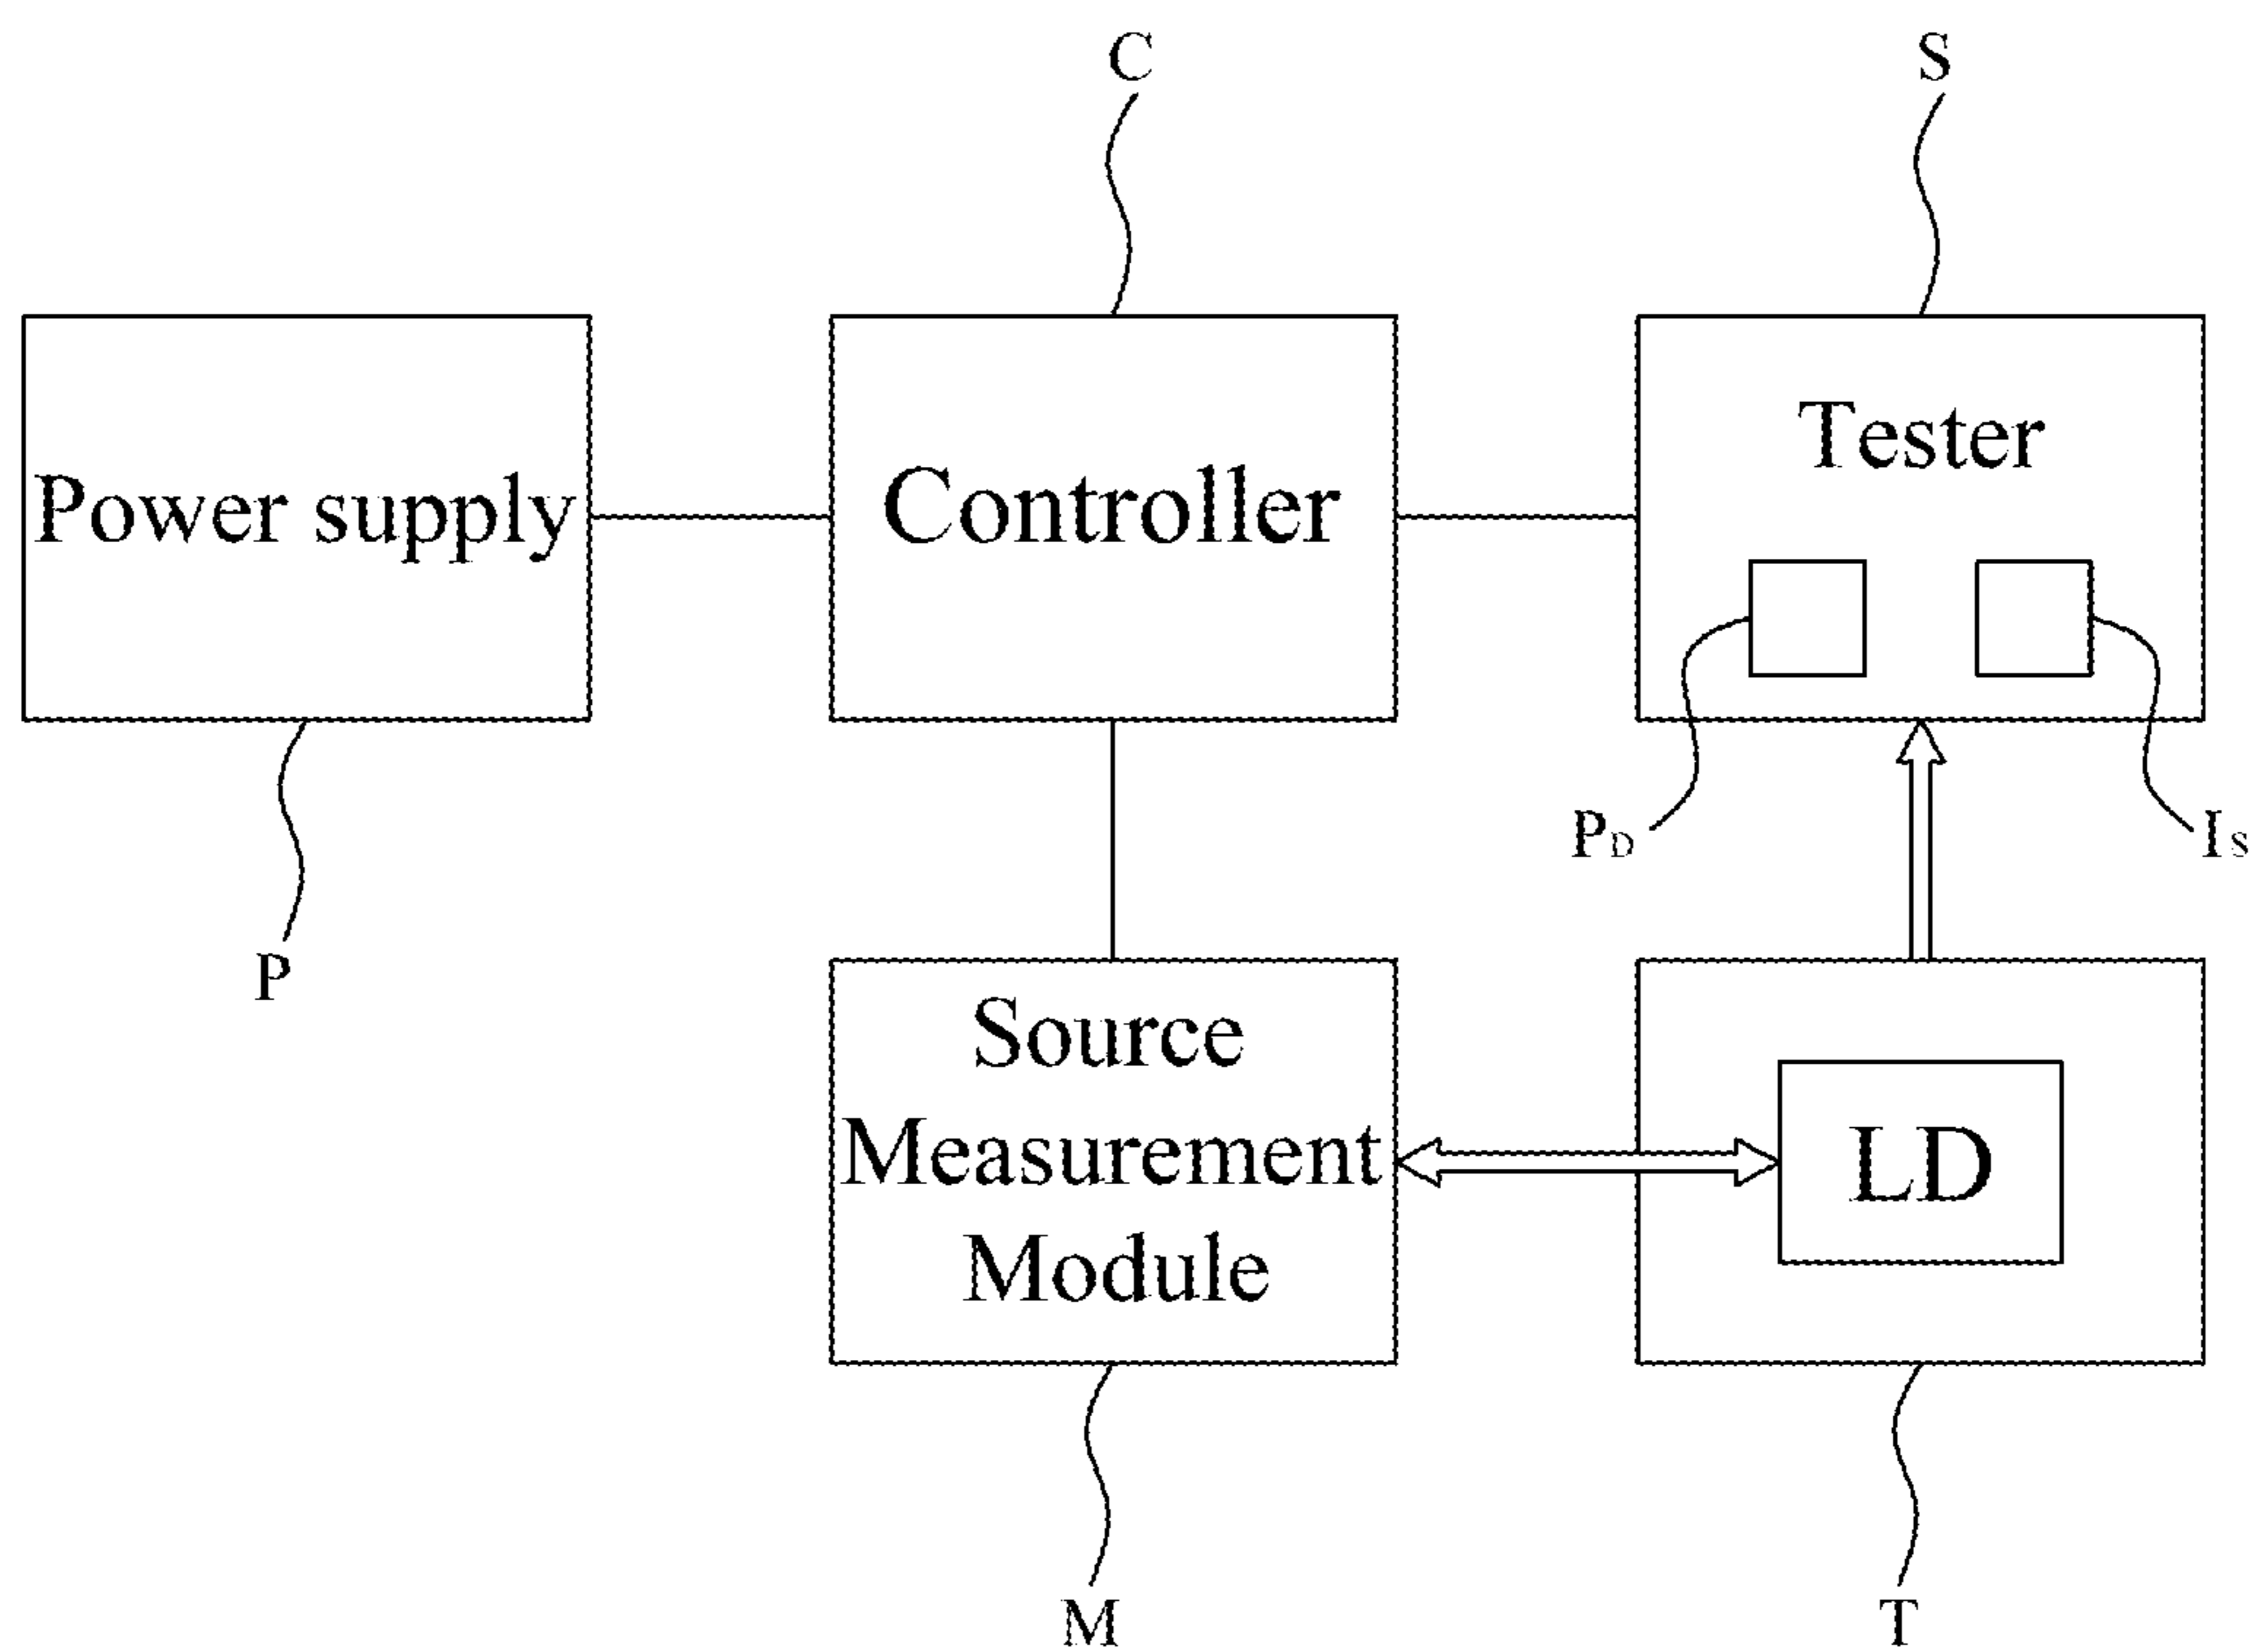 C
S
Power supply
Controller
Tester
PD
IS
P
Source
Measurement
Module
LD
M
T